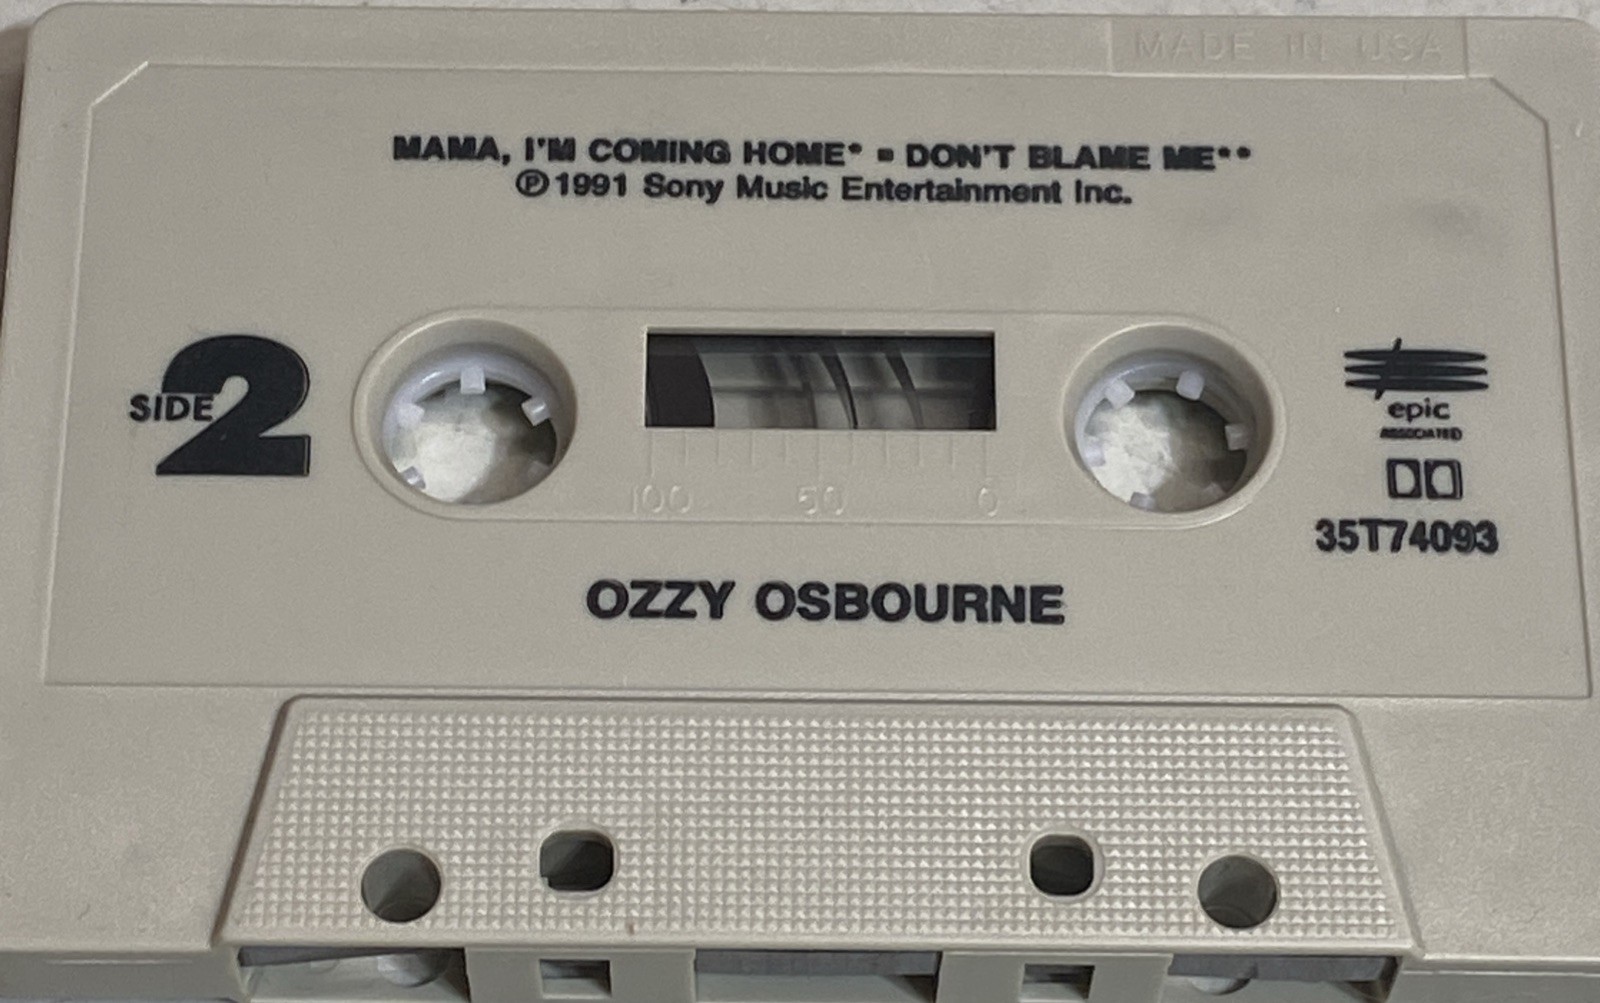 MADE IN USA
MAMA, I'M COMING HOME* ▪ DON'T BLAME ME**
℗1991 Sony Music Entertainment Inc.
SIDE 2
epic
ASSOCIATED
35T74093
100 50 0
OZZY OSBOURNE